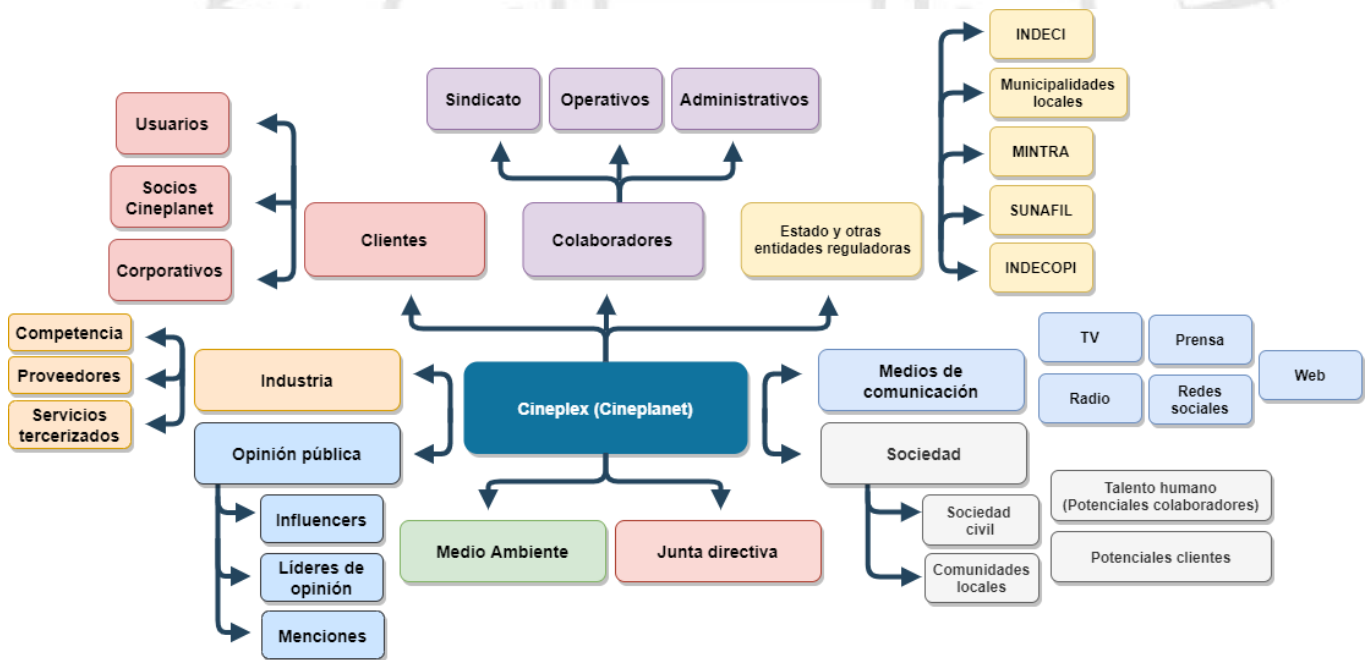 INDECI
Sindicato
Operativos
Administrativos
Municipalidades
locales
Usuarios
MINTRA
Socios
Cineplanet
SUNAFIL
Clientes
Colaboradores
Estado y otras
entidades reguladoras
Corporativos
INDECOPI
Competencia
Proveedores
Servicios
tercerizados
Industria
Cineplex (Cineplanet)
Medios de
comunicación
TV
Prensa
Web
Radio
Redes
sociales
Opinión pública
Sociedad
Influencers
Líderes de
opinión
Menciones
Medio Ambiente
Junta directiva
Sociedad
civil
Comunidades
locales
Talento humano
(Potenciales colaboradores)
Potenciales clientes